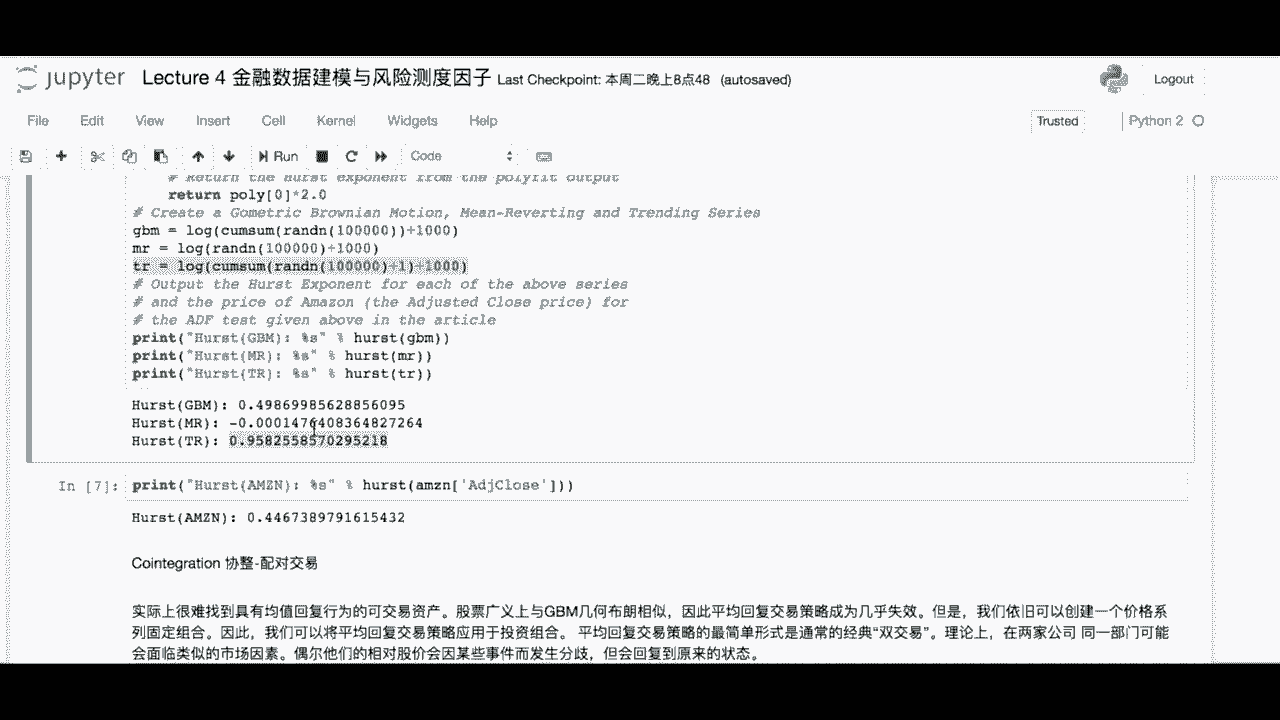 jupyter Lecture 4 金融数据建模与风险测度因子 Last Checkpoint: 本周二晚上8点48 (autosaved)
Logout
File Edit View Insert Cell Kernel Widgets Help
Trusted
Python 2
Run
Code
# Return the Hurst exponent from the polyfit output
return poly[0]*2.0
# Create a Gometric Brownian Motion, Mean-Reverting and Trending Series
gbm = log(cumsum(randn(100000))+1000)
mr = log(randn(100000)+1000)
tr = log(cumsum(randn(100000)+1)+1000)
# Output the Hurst Exponent for each of the above series
# and the price of Amazon (the Adjusted Close price) for
# the ADF test given above in the article
print("Hurst(GBM): %s" % hurst(gbm))
print("Hurst(MR): %s" % hurst(mr))
print("Hurst(TR): %s" % hurst(tr))
Hurst(GBM): 0.49869985628856095
Hurst(MR): -0.0001476408364827264
Hurst(TR): 0.9582558570295218
In [7]: print("Hurst(AMZN): %s" % hurst(amzn['AdjClose']))
Hurst(AMZN): 0.4467389791615432
Cointegration 协整-配对交易
实际上很难找到具有均值回复行为的可交易资产。股票广义上与GBM几何布朗相似，因此平均回复交易策略成为几乎失效。但是，我们依旧可以创建一个价格系
列固定组合。因此，我们可以将平均回复交易策略应用于投资组合。 平均回复交易策略的最简单形式是通常的经典“双交易”。理论上，在两家公司 同一部门可能
会面临类似的市场因素。偶尔他们的相对股价会因某些事件而发生分歧，但会回复到原来的状态。